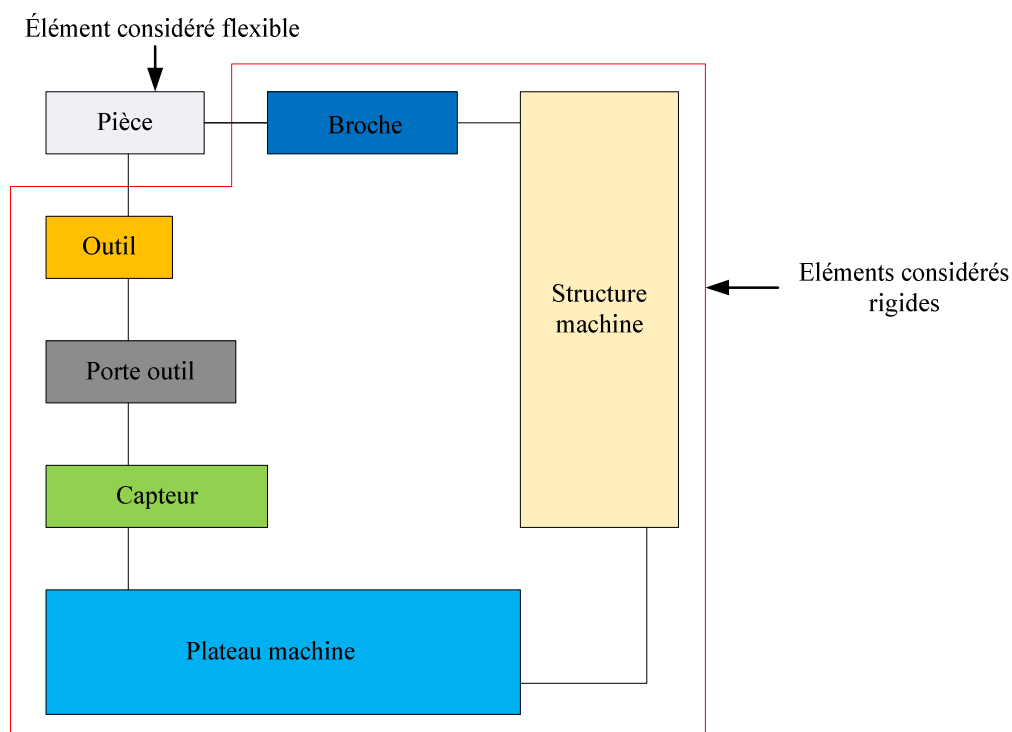 Élément considéré flexible
Pièce
Broche
Outil
Structure
machine
Eléments considérés
rigides
Porte outil
Capteur
Plateau machine